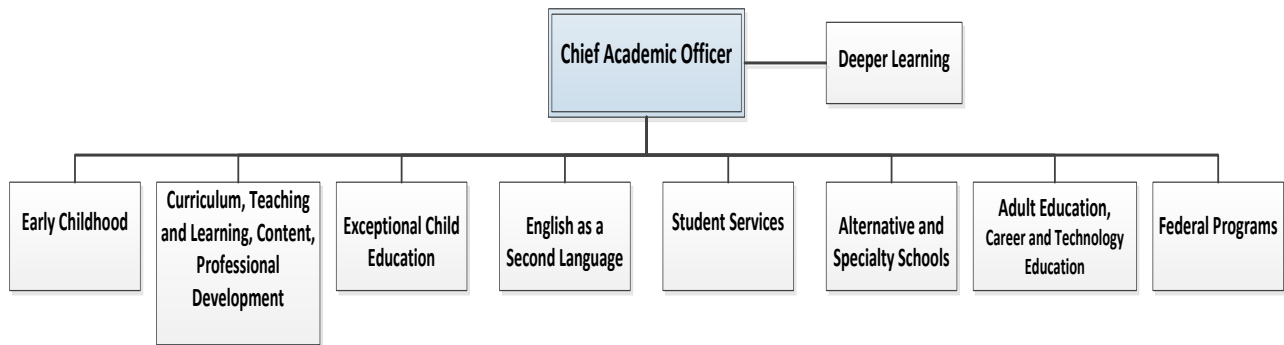 Chief Academic Officer
Deeper Learning
Early Childhood
Curriculum, Teaching
and Learning, Content,
Professional
Development
Exceptional Child
Education
English as a
Second Language
Student Services
Alternative and
Specialty Schools
Adult Education,
Career and Technology
Education
Federal Programs